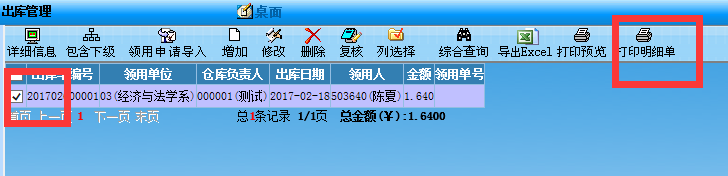 出库管理 桌面
详细信息 包含下级 领用申请导入 增加 修改 删除 复核 列选择 综合查询 导出Excel 打印预览 打印明细单
出库单编号 领用单位 仓库负责人 出库日期 领用人 金额 领用单号
201702 00001 03(经济与法学系) 000001(测试) 2017-02-18 503640(陈夏) 1.640
首页 上一页 1 下一页 末页 总1条记录 1/1页 总金额(¥):1.6400